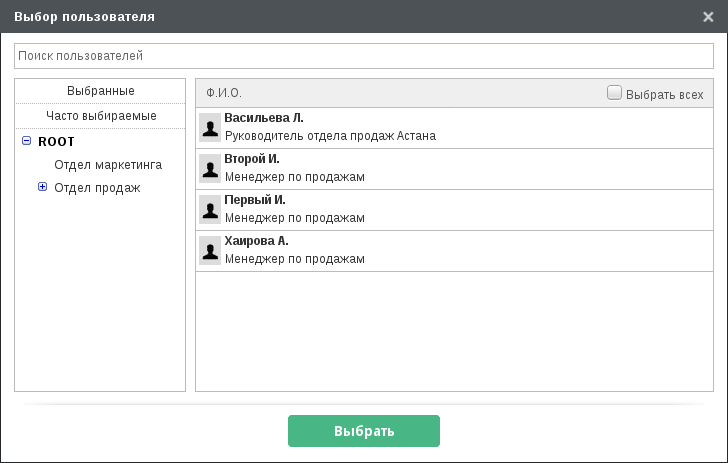 Выбор пользователя
Поиск пользователей
Выбранные
Часто выбираемые
ROOT
Отдел маркетинга
Отдел продаж
Ф.И.О.
Выбрать всех
Васильева Л.
Руководитель отдела продаж Астана
Второй И.
Менеджер по продажам
Первый И.
Менеджер по продажам
Хаирова А.
Менеджер по продажам
Выбрать